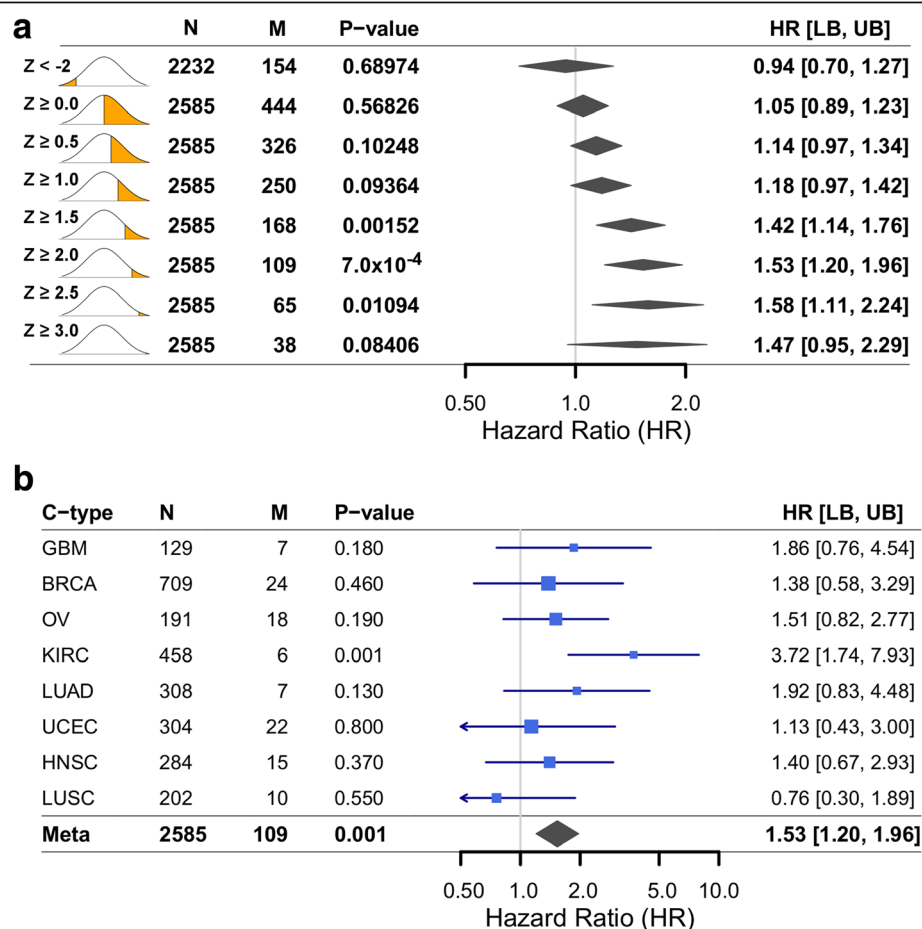 a
N M P−value HR [LB, UB]
Z < -2 2232 154 0.68974 0.94 [0.70, 1.27]
Z ≥ 0.0 2585 444 0.56826 1.05 [0.89, 1.23]
Z ≥ 0.5 2585 326 0.10248 1.14 [0.97, 1.34]
Z ≥ 1.0 2585 250 0.09364 1.18 [0.97, 1.42]
Z ≥ 1.5 2585 168 0.00152 1.42 [1.14, 1.76]
Z ≥ 2.0 2585 109 7.0x10⁻⁴ 1.53 [1.20, 1.96]
Z ≥ 2.5 2585 65 0.01094 1.58 [1.11, 2.24]
Z ≥ 3.0 2585 38 0.08406 1.47 [0.95, 2.29]
0.50 1.0 2.0
Hazard Ratio (HR)
b
C−type N M P−value HR [LB, UB]
GBM 129 7 0.180 1.86 [0.76, 4.54]
BRCA 709 24 0.460 1.38 [0.58, 3.29]
OV 191 18 0.190 1.51 [0.82, 2.77]
KIRC 458 6 0.001 3.72 [1.74, 7.93]
LUAD 308 7 0.130 1.92 [0.83, 4.48]
UCEC 304 22 0.800 1.13 [0.43, 3.00]
HNSC 284 15 0.370 1.40 [0.67, 2.93]
LUSC 202 10 0.550 0.76 [0.30, 1.89]
Meta 2585 109 0.001 1.53 [1.20, 1.96]
0.50 1.0 2.0 5.0 10.0
Hazard Ratio (HR)